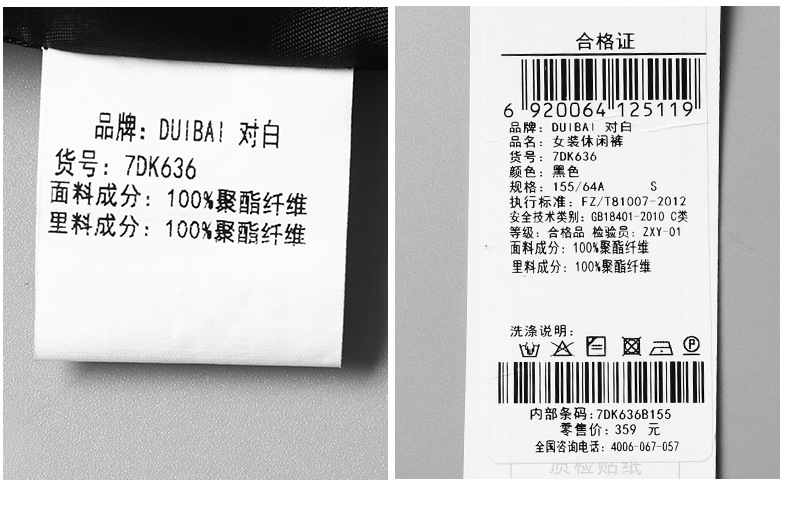 品牌：DUIBAI 对白
货号：7DK636
面料成分：100%聚酯纤维
里料成分：100%聚酯纤维
合格证
6 920064 125119
品牌：DUIBAI 对白
品名：女装休闲裤
货号：7DK636
颜色：黑色
规格：155/64A S
执行标准：FZ/T81007-2012
安全技术类别：GB18401-2010 C类
等级：合格品 检验员：ZXY-01
面料成分：100%聚酯纤维
里料成分：100%聚酯纤维
洗涤说明：
P
内部条码:7DK636B155
零售价：359 元
全国咨询电话：4006-067-057
质检贴纸